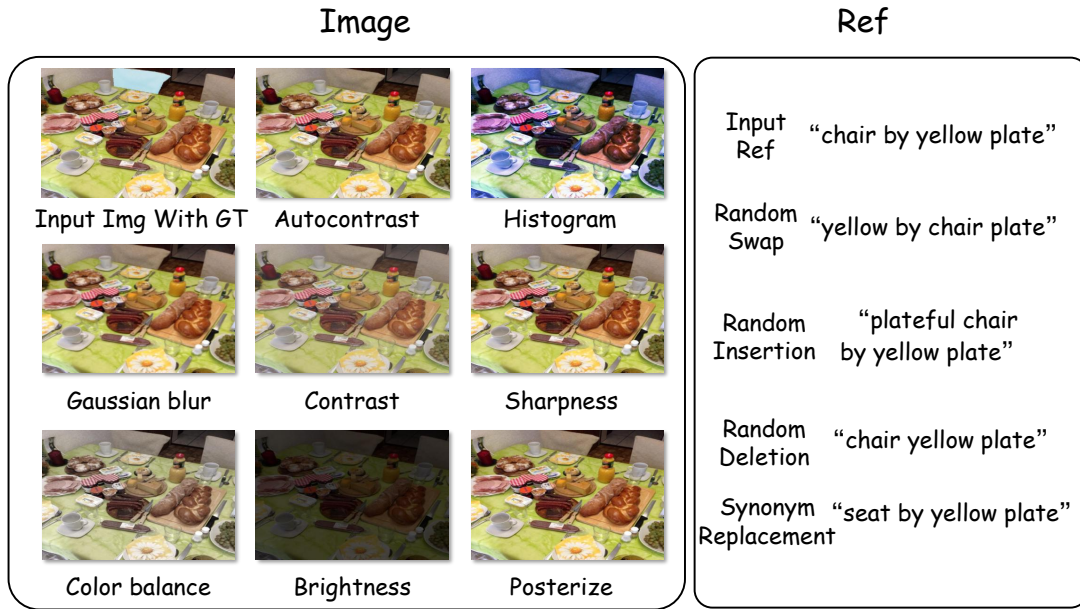 Image
Ref
Input Img With GT
Autocontrast
Histogram
Gaussian blur
Contrast
Sharpness
Color balance
Brightness
Posterize
Input
Ref
“chair by yellow plate”
Random
Swap
“yellow by chair plate”
Random
Insertion
“plateful chair
by yellow plate”
Random
Deletion
“chair yellow plate”
Synonym
Replacement
“seat by yellow plate”